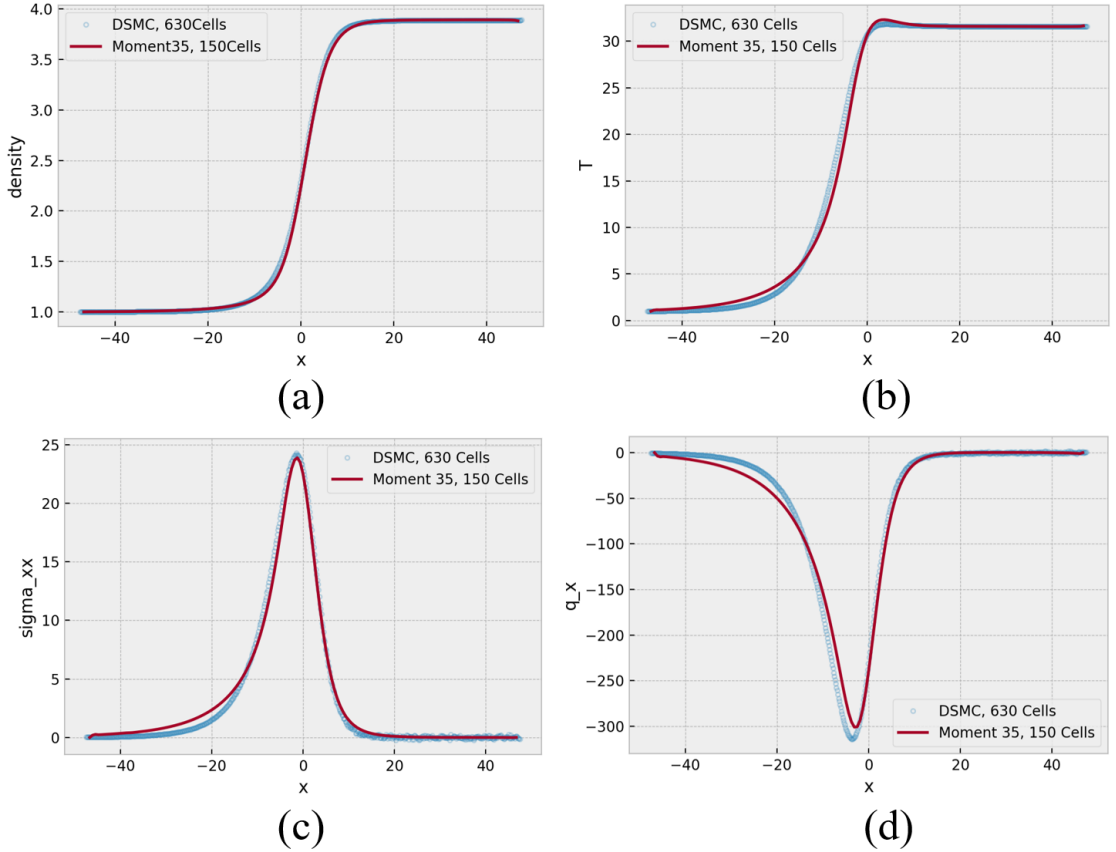 4.0
3.5
3.0
2.5
2.0
1.5
1.0
density
DSMC, 630Cells
Moment35, 150Cells
−40 −20 0 20 40
x
(a)
30
25
20
15
10
5
0
T
DSMC, 630 Cells
Moment 35, 150 Cells
−40 −20 0 20 40
x
(b)
25
20
15
10
5
0
sigma_xx
DSMC, 630 Cells
Moment 35, 150 Cells
−40 −20 0 20 40
x
(c)
0
−50
−100
−150
−200
−250
−300
q_x
DSMC, 630 Cells
Moment 35, 150 Cells
−40 −20 0 20 40
x
(d)